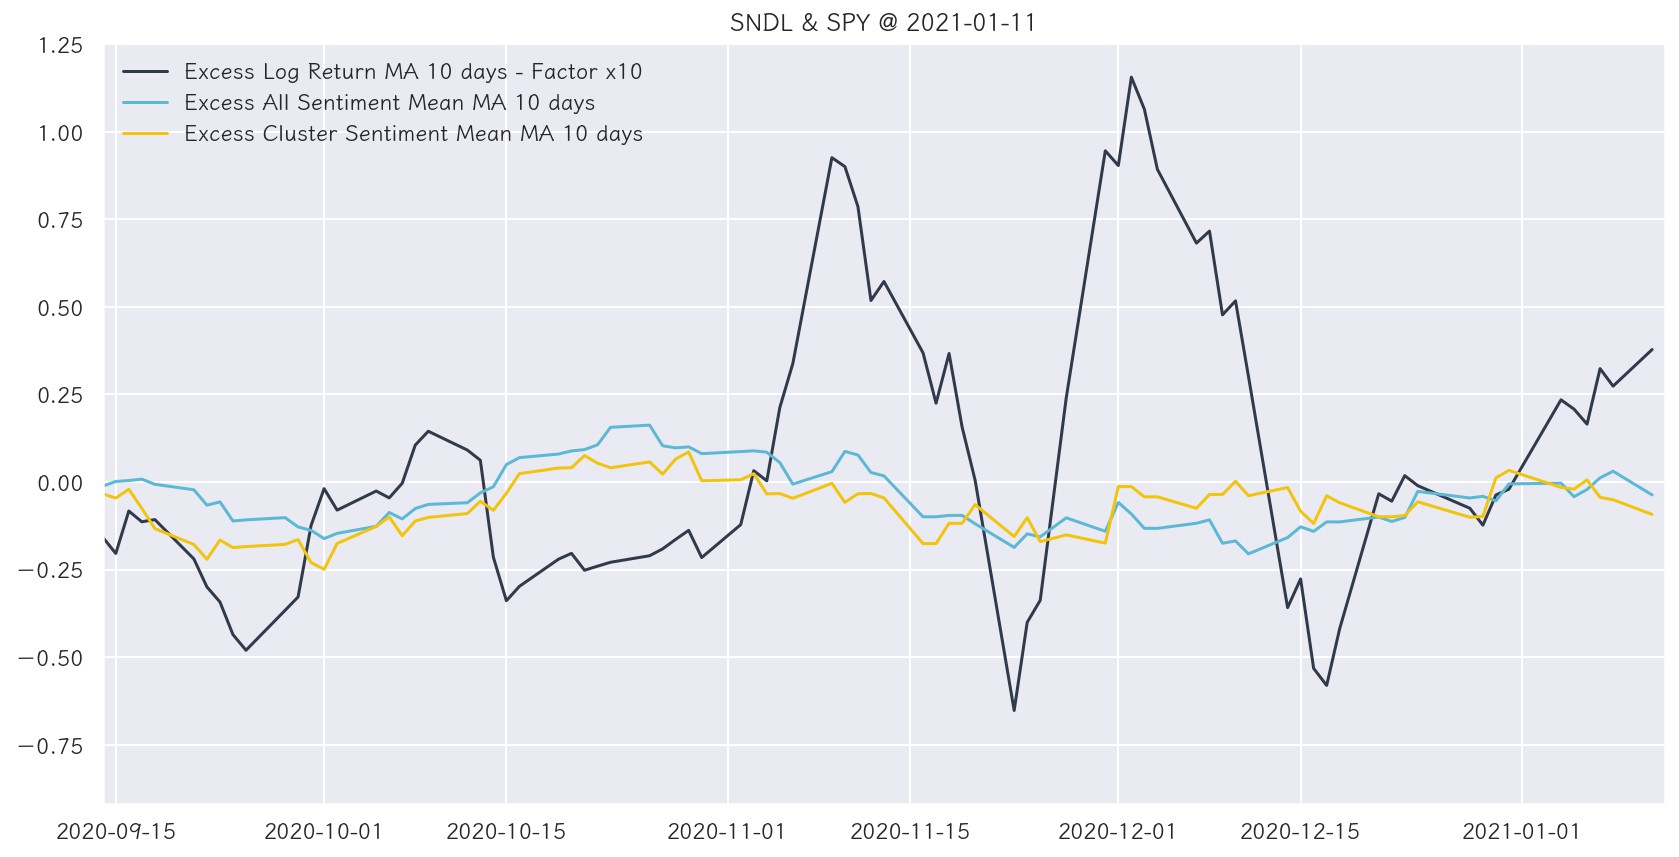 SNDL & SPY @ 2021-01-11
1.25
1.00
0.75
0.50
0.25
0.00
−0.25
−0.50
−0.75
Excess Log Return MA 10 days - Factor x10
Excess All Sentiment Mean MA 10 days
Excess Cluster Sentiment Mean MA 10 days
2020-09-15 2020-10-01 2020-10-15 2020-11-01 2020-11-15 2020-12-01 2020-12-15 2021-01-01